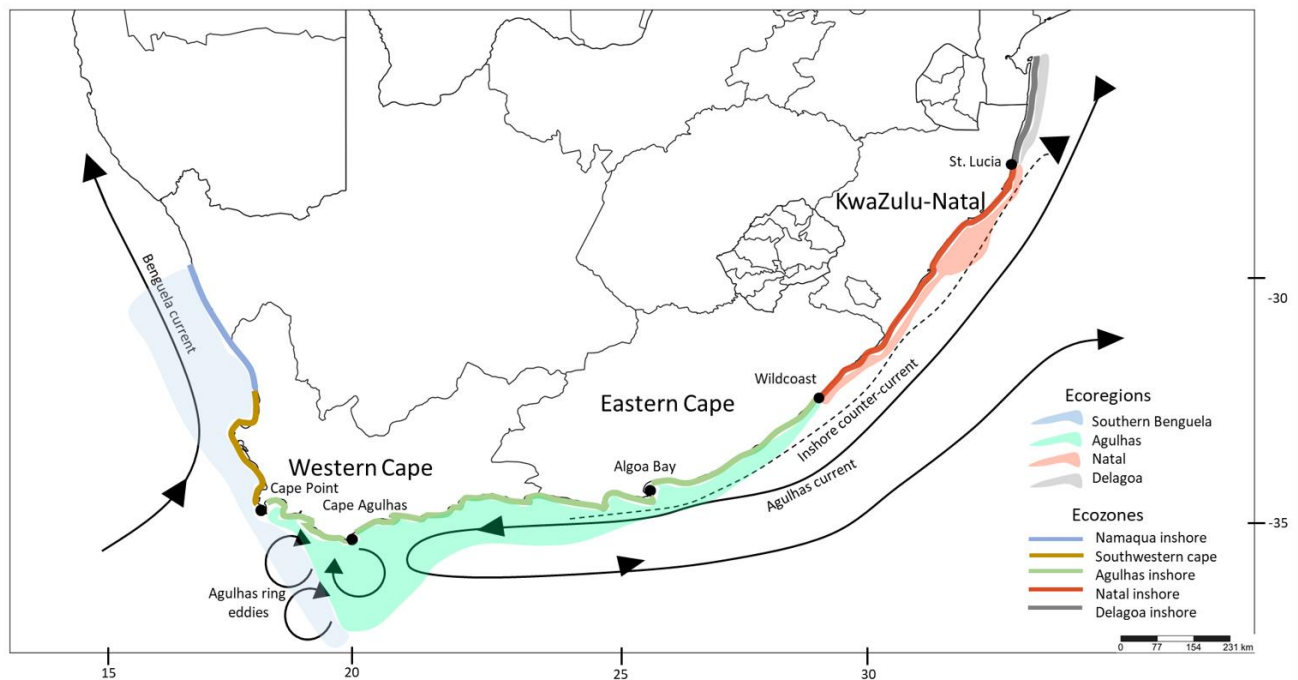 St. Lucia
KwaZulu-Natal
-30
Benguela current
Wildcoast
Eastern Cape
Inshore counter-current
Agulhas current
Algoa Bay
Western Cape
Cape Point
Cape Agulhas
-35
Agulhas ring
eddies
Ecoregions
Southern Benguela
Agulhas
Natal
Delagoa
Ecozones
Namaqua inshore
Southwestern cape
Agulhas inshore
Natal inshore
Delagoa inshore
0 77 154 231 km
15 20 25 30